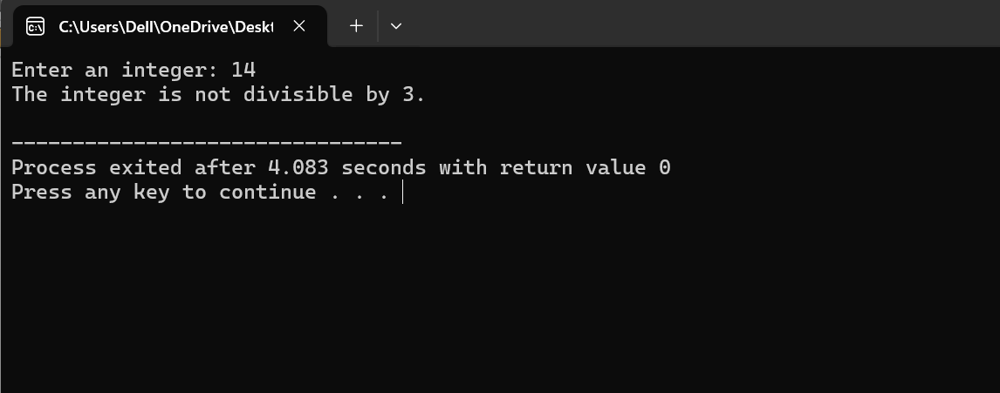 C:\Users\Dell\OneDrive\Deskt
Enter an integer: 14
The integer is not divisible by 3.
--------------------------------
Process exited after 4.083 seconds with return value 0
Press any key to continue . . .